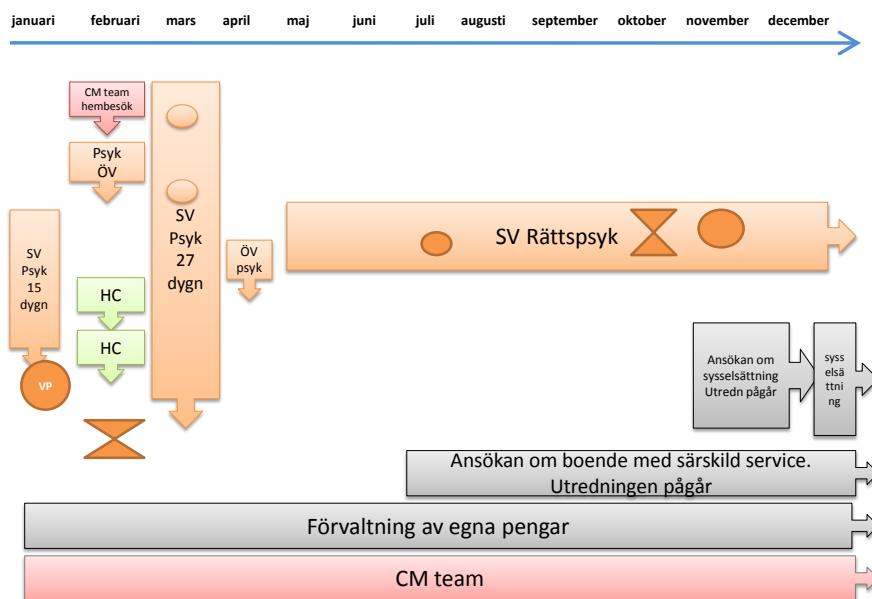 januari februari mars april maj juni juli augusti september oktober november december
CM team
hembesök
Psyk
ÖV
SV
Psyk
15
dygn
VP
HC
HC
SV
Psyk
27
dygn
ÖV
psyk
SV Rättspsyk
Ansökan om
sysselsättning
Utredn pågår
syss
elsä
ttni
ng
Ansökan om boende med särskild service.
Utredningen pågår
Förvaltning av egna pengar
CM team